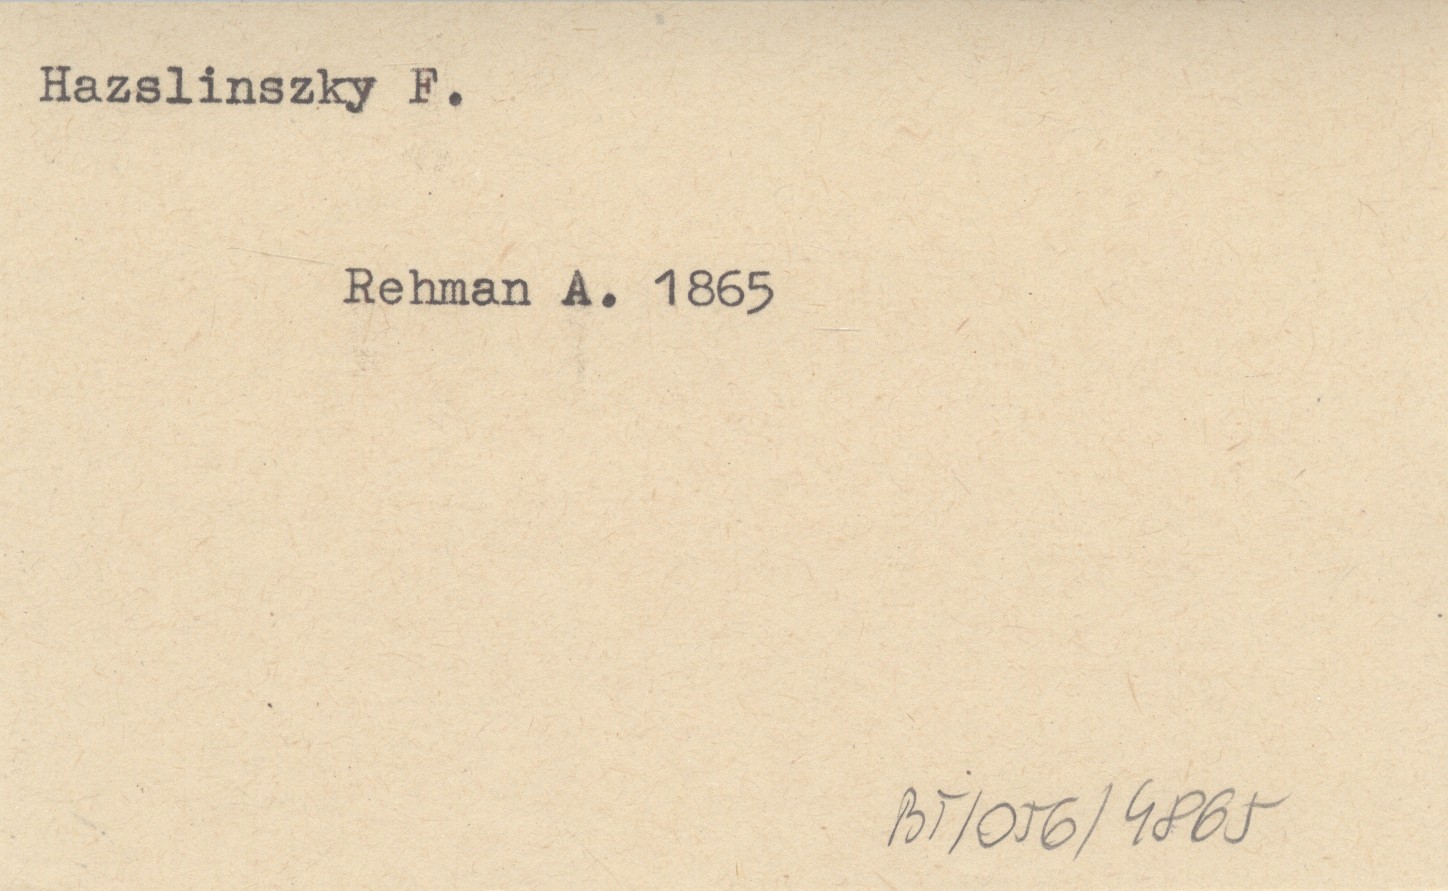 Hazslinszky F.
Rehman A. 1865
BT/056/4865